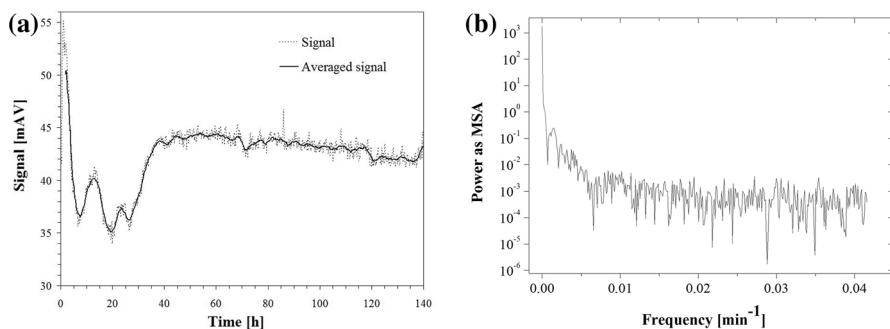 (a)
Signal [mAV]
55
50
45
40
35
30
Signal
Averaged signal
0 20 40 60 80 100 120 140
Time [h]
(b)
Power as MSA
10³
10²
10¹
10⁰
10⁻¹
10⁻²
10⁻³
10⁻⁴
10⁻⁵
10⁻⁶
0.00 0.01 0.02 0.03 0.04
Frequency [min⁻¹]